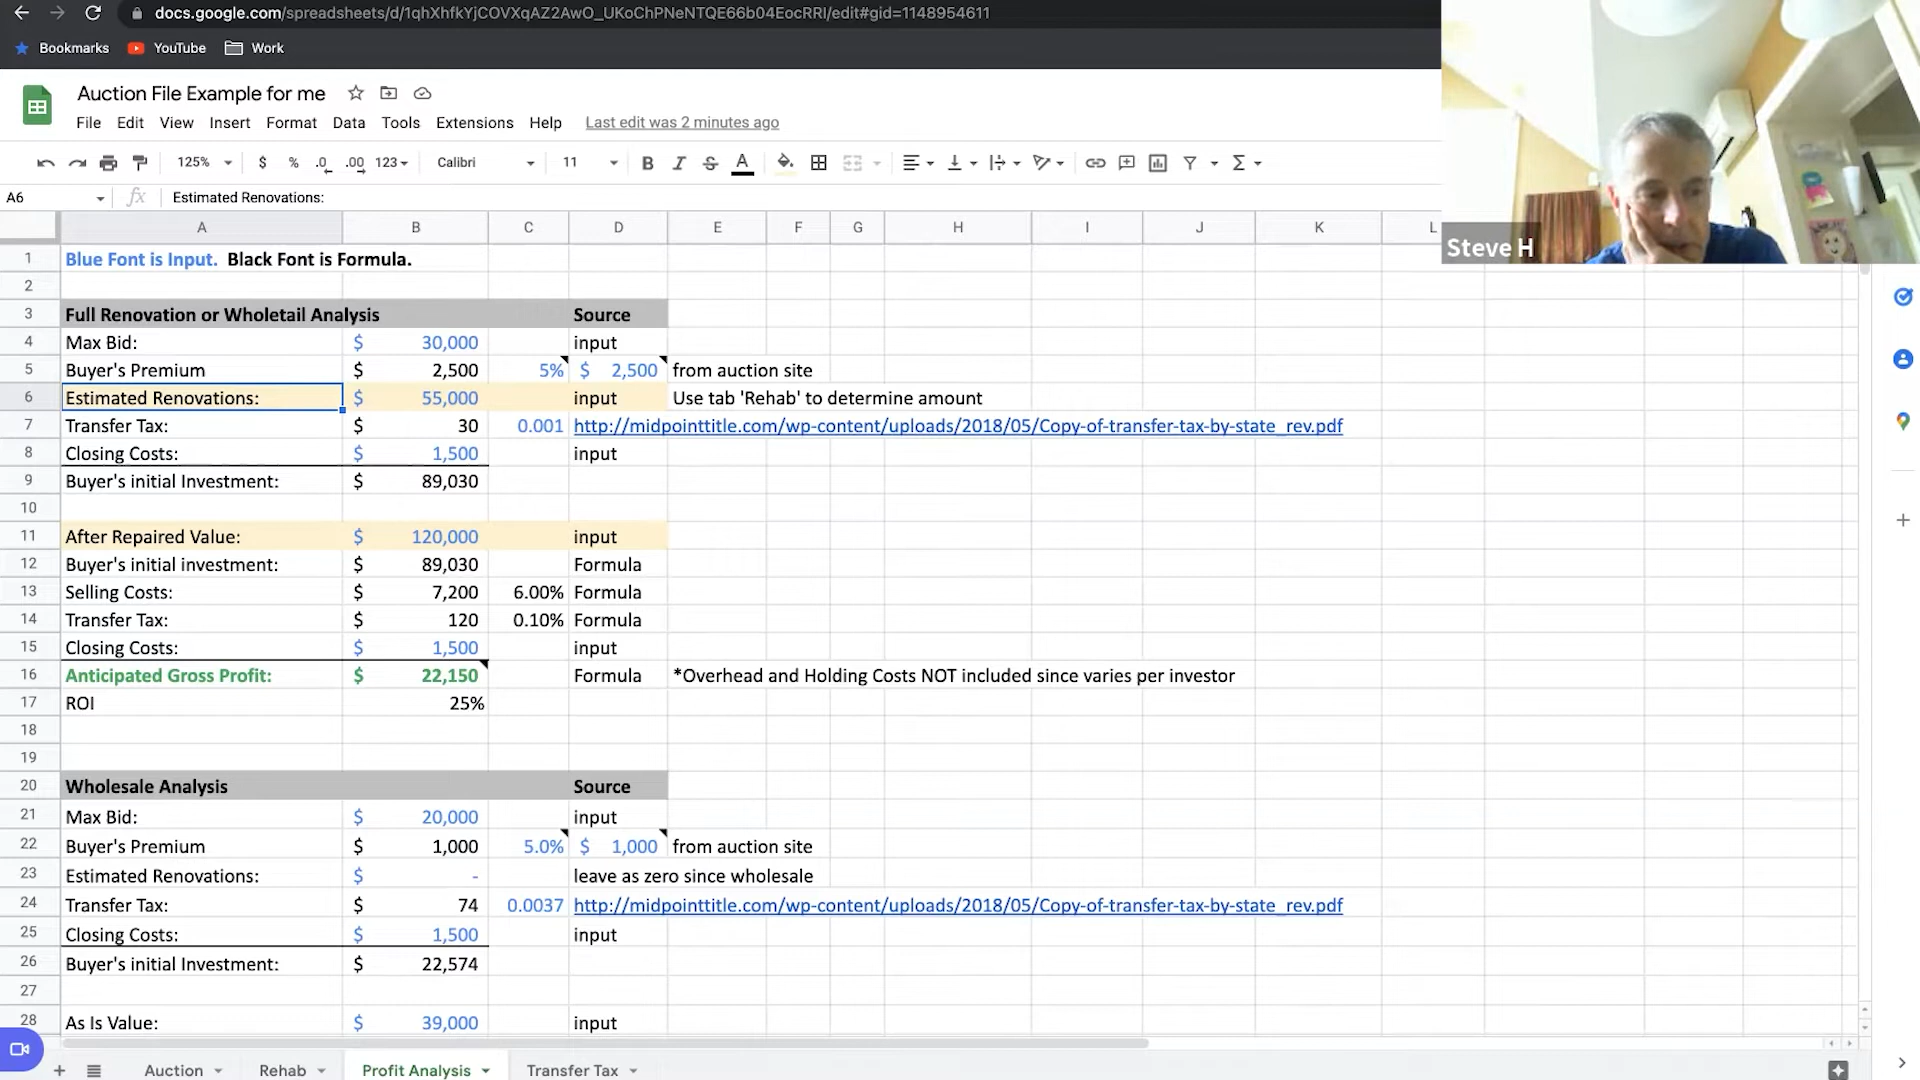 docs.google.com/spreadsheets/d/1qhXhfkYjCOVXqAZ2AwO_UKoChPNeNTQE66b04EocRRI/edit#gid=1148954611
Bookmarks YouTube Work
Auction File Example for me
File Edit View Insert Format Data Tools Extensions Help Last edit was 2 minutes ago
125% $ % .0 .00 123 Calibri 11 B I S A Σ
A6 fx Estimated Renovations:
Steve H
A B C D E F G H I J K L
1 Blue Font is Input. Black Font is Formula.
2
3 Full Renovation or Wholetail Analysis Source
4 Max Bid: $ 30,000 input
5 Buyer's Premium $ 2,500 5% $ 2,500 from auction site
6 Estimated Renovations: $ 55,000 input Use tab 'Rehab' to determine amount
7 Transfer Tax: $ 30 0.001 http://midpointtitle.com/wp-content/uploads/2018/05/Copy-of-transfer-tax-by-state_rev.pdf
8 Closing Costs: $ 1,500 input
9 Buyer's initial Investment: $ 89,030
10
11 After Repaired Value: $ 120,000 input
12 Buyer's initial investment: $ 89,030 Formula
13 Selling Costs: $ 7,200 6.00% Formula
14 Transfer Tax: $ 120 0.10% Formula
15 Closing Costs: $ 1,500 input
16 Anticipated Gross Profit: $ 22,150 Formula *Overhead and Holding Costs NOT included since varies per investor
17 ROI 25%
18
19
20 Wholesale Analysis Source
21 Max Bid: $ 20,000 input
22 Buyer's Premium $ 1,000 5.0% $ 1,000 from auction site
23 Estimated Renovations: $ - leave as zero since wholesale
24 Transfer Tax: $ 74 0.0037 http://midpointtitle.com/wp-content/uploads/2018/05/Copy-of-transfer-tax-by-state_rev.pdf
25 Closing Costs: $ 1,500 input
26 Buyer's initial Investment: $ 22,574
27
28 As Is Value: $ 39,000 input
Auction Rehab Profit Analysis Transfer Tax